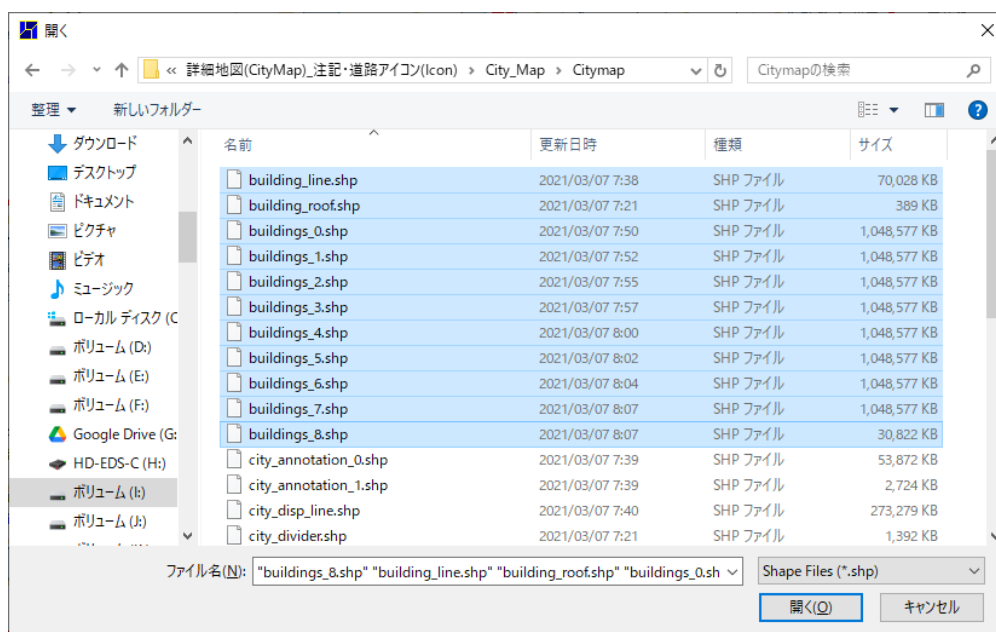 開く
« 詳細地図(CityMap)_注記・道路アイコン(Icon) › City_Map › Citymap
Citymapの検索
整理 新しいフォルダー
名前 更新日時 種類 サイズ
ダウンロード
デスクトップ
ドキュメント
ピクチャ
ビデオ
ミュージック
ローカル ディスク (C
ボリューム (D:)
ボリューム (E:)
ボリューム (F:)
Google Drive (G:
HD-EDS-C (H:)
ボリューム (I:)
ボリューム (J:)
building_line.shp 2021/03/07 7:38 SHP ファイル 70,028 KB
building_roof.shp 2021/03/07 7:21 SHP ファイル 389 KB
buildings_0.shp 2021/03/07 7:50 SHP ファイル 1,048,577 KB
buildings_1.shp 2021/03/07 7:52 SHP ファイル 1,048,577 KB
buildings_2.shp 2021/03/07 7:55 SHP ファイル 1,048,577 KB
buildings_3.shp 2021/03/07 7:57 SHP ファイル 1,048,577 KB
buildings_4.shp 2021/03/07 8:00 SHP ファイル 1,048,577 KB
buildings_5.shp 2021/03/07 8:02 SHP ファイル 1,048,577 KB
buildings_6.shp 2021/03/07 8:04 SHP ファイル 1,048,577 KB
buildings_7.shp 2021/03/07 8:07 SHP ファイル 1,048,577 KB
buildings_8.shp 2021/03/07 8:07 SHP ファイル 30,822 KB
city_annotation_0.shp 2021/03/07 7:39 SHP ファイル 53,872 KB
city_annotation_1.shp 2021/03/07 7:39 SHP ファイル 2,724 KB
city_disp_line.shp 2021/03/07 7:40 SHP ファイル 273,279 KB
city_divider.shp 2021/03/07 7:21 SHP ファイル 1,392 KB
ファイル名(N): "buildings_8.shp" "building_line.shp" "building_roof.shp" "buildings_0.sh
Shape Files (*.shp)
開く(O) キャンセル